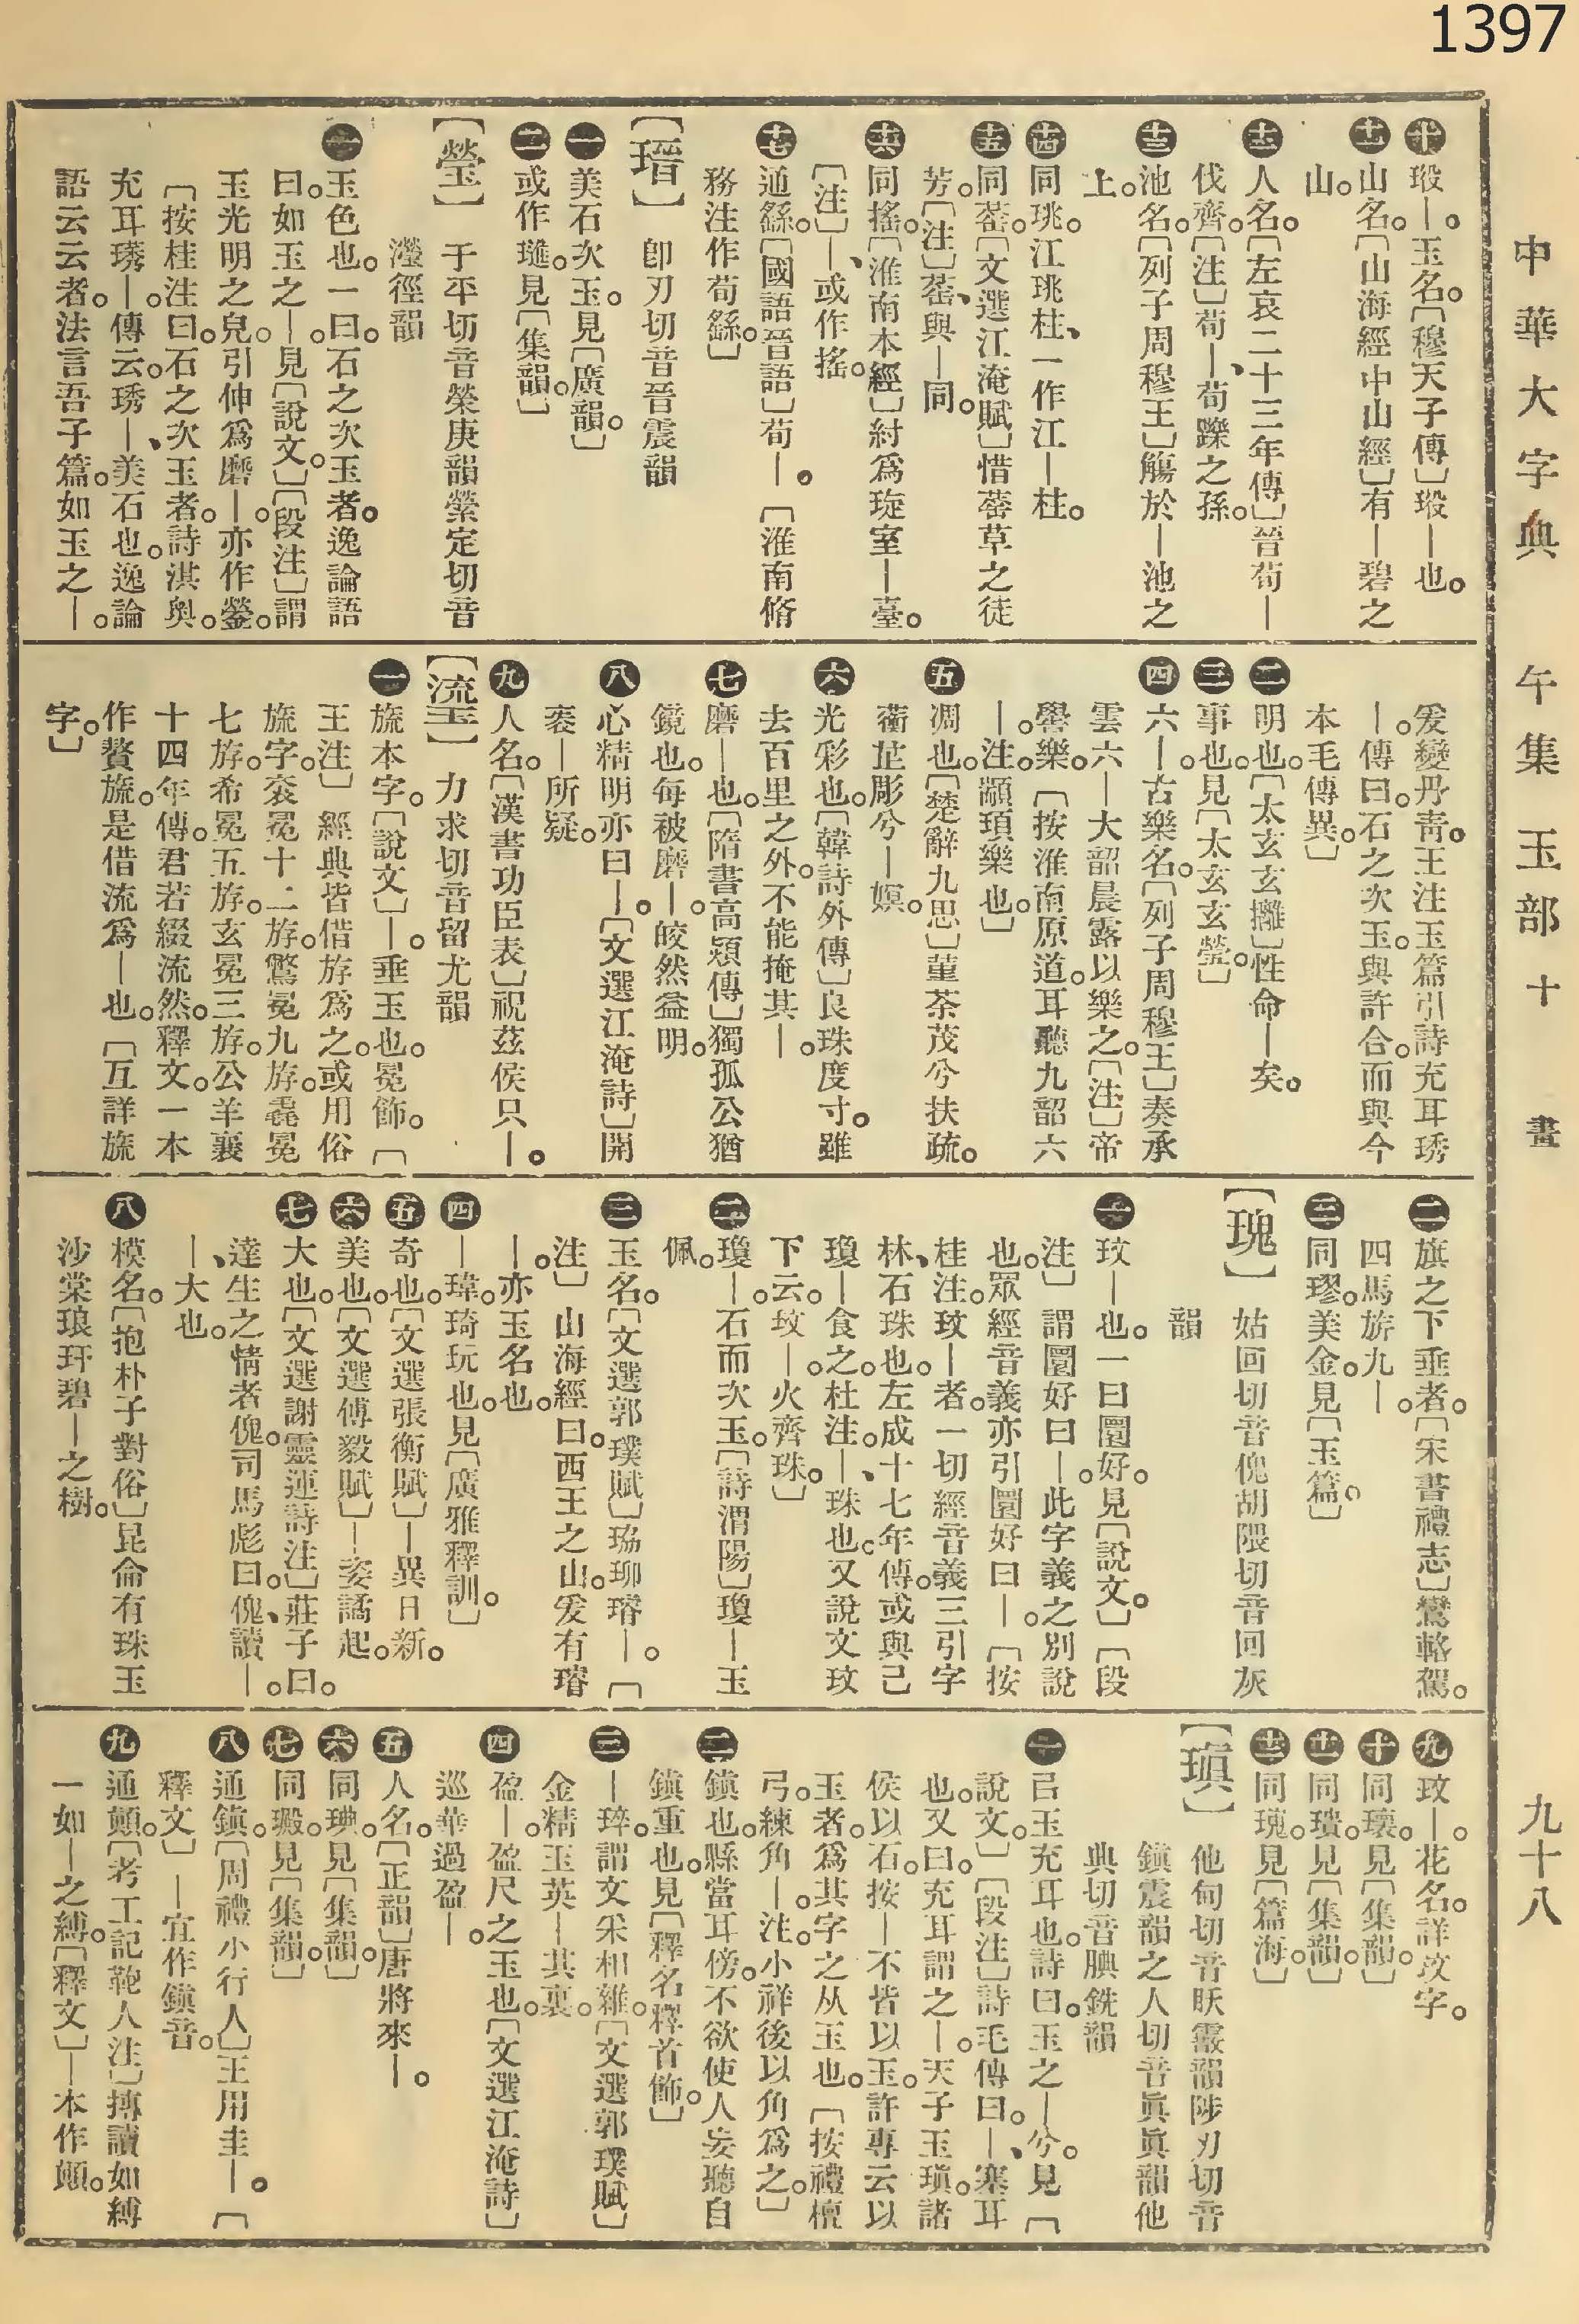 1397
中華大字典　午集　玉部　十畫　九十八
㊉瑖—。玉名。〔穆天子傳〕瑖—也。
⑪山名。〔山海經中山經〕有—碧之
山。
⑫人名。〔左哀二十三年傳〕晉荀—
伐齊。〔注〕荀—、荀躒之孫。
⑬池名。〔列子周穆王〕觴於—池之
上。
⑭同珧。江珧柱、一作江—柱。
⑮同䔄。〔文選江淹賦〕惜䔄草之徒
芳。〔注〕䔄、與—同。
⑯同搖。〔淮南本經〕紂爲琁室—臺。
〔注〕—、或作搖。
⑰通繇。〔國語晉語〕荀—。〔淮南脩
務注作荀繇。〕
〔瑨〕卽刃切音晉震韻
㊀美石次玉。見〔廣韻。〕
㊁或作璡。見〔集韻。〕
〔瑩〕于平切音榮庚韻縈定切音
瀅徑韻
㊀玉色也。一曰。石之次玉者。逸論語
曰。如玉之—。見〔說文。〕〔段注〕謂
玉光明之皃。引伸爲磨—。亦作鎣。
〔按桂注曰。石之次玉者。詩淇奧。
充耳琇—。傳云。琇—、美石也。逸論
語云云者。法言吾子篇。如玉之—。
爰變丹靑。王注玉篇引詩充耳琇
—。傳曰。石之次玉。與許合。而與今
本毛傳異。〕
㊁明也。〔太玄玄攡〕性命—矣。
㊂事也。見〔太玄玄瑩。〕
㊃六—。古樂名。〔列子周穆王〕奏承
雲六—大韶晨露以樂之。〔注〕帝
嚳樂。〔按淮南原道。耳聽九韶六
—。注。顓頊樂也。〕
㊄凋也。〔楚辭九思〕菫荼茂兮扶疏。
蘅芷彫兮—嫇。
㊅光彩也。〔韓詩外傳〕良珠度寸。雖
去百里之外。不能掩其—。
㊆磨—也。〔隋書高熲傳〕獨孤公猶
鏡也。每被磨—。皎然益明。
㊇心精明亦曰—。〔文選江淹詩〕開
袠—所疑。
㊈人名。〔漢書功臣表〕祝茲侯只—。
〔瑬〕力求切音留尤韻
㊀旒本字。〔說文〕—。垂玉也。冕飾。〔
王注〕經典皆借斿爲之。或用俗
旒字。袞冕十二斿。鷩冕九斿。毳冕
七斿。希冕五斿。玄冕三斿。公羊襄
十四年傳。君若綴流然。釋文。一本
作贅旒。是借流爲—也。〔互詳旒
字。〕
㊁旗之下垂者。〔宋書禮志〕鸞輅駕。
四馬旂九—。
㊂同璆。美金。見〔玉篇。〕
〔瑰〕姑回切音傀胡隈切音回灰
韻
㊀玟—也。一曰圜好。見〔說文。〕〔段
注〕謂圜好曰—。此字義之別說
也。眾經音義亦引圜好曰—。〔按
桂注。玟—者。一切經音義三引字
林、石珠也。左成十七年傳。或與己
瓊—食之。杜注。—、珠也。又說文玟
下云。玟—。火齊珠。〕
㊁瓊—。石而次玉。〔詩渭陽〕瓊—玉
佩。
㊂玉名。〔文選郭璞賦〕珕珋璿—。〔
注〕山海經曰。西王之山。爰有璿
—。亦玉名也。
㊃—瑋。琦玩也。見〔廣雅釋訓。〕
㊄奇也。〔文選張衡賦〕—異日新。
㊅美也。〔文選傅毅賦〕—姿譎起。
㊆大也。〔文選謝靈運詩注〕莊子曰。
達生之情者傀。司馬彪曰。傀、讀—。
—、大也。
㊇模名。〔抱朴子對俗〕昆侖有珠玉
沙棠琅玕碧—之樹。
㊈玟—。花名。詳玟字。
㊉同瓌。見〔集韻。〕
⑪同璝。見〔集韻。〕
⑫同瑰。見〔篇海。〕
〔瑱〕他甸切音䀼霰韻陟刃切音
鎭震韻之人切音眞眞韻他
典切音腆銑韻
㊀㠯玉充耳也。詩曰。玉之—兮。見〔
說文。〕〔段注〕詩毛傳曰。—、塞耳
也。又曰。充耳謂之—。天子玉瑱。諸
侯以石。按—不皆以玉。許專云以
玉者。爲其字之从玉也。〔按禮檀
弓。練角—。注。小祥後以角爲之。〕
㊁鎭也。縣當耳傍。不欲使人妄聽自
鎭重也。見〔釋名釋首飾。〕
㊂—琗。謂文采相雜。〔文選郭璞賦〕
金精玉英—其裏。
㊃盈—。盈尺之玉也。〔文選江淹詩〕
巡華過盈—。
㊄人名。〔正韻〕唐將來—。
㊅同琠。見〔集韻。〕
㊆同㼗。見〔集韻。〕
㊇通鎭。〔周禮小行人〕王用圭—。〔
釋文〕—宜作鎭音。
㊈通顚。〔考工記鞄人注〕摶讀如縛
一如—之縛。〔釋文〕—本作顚。